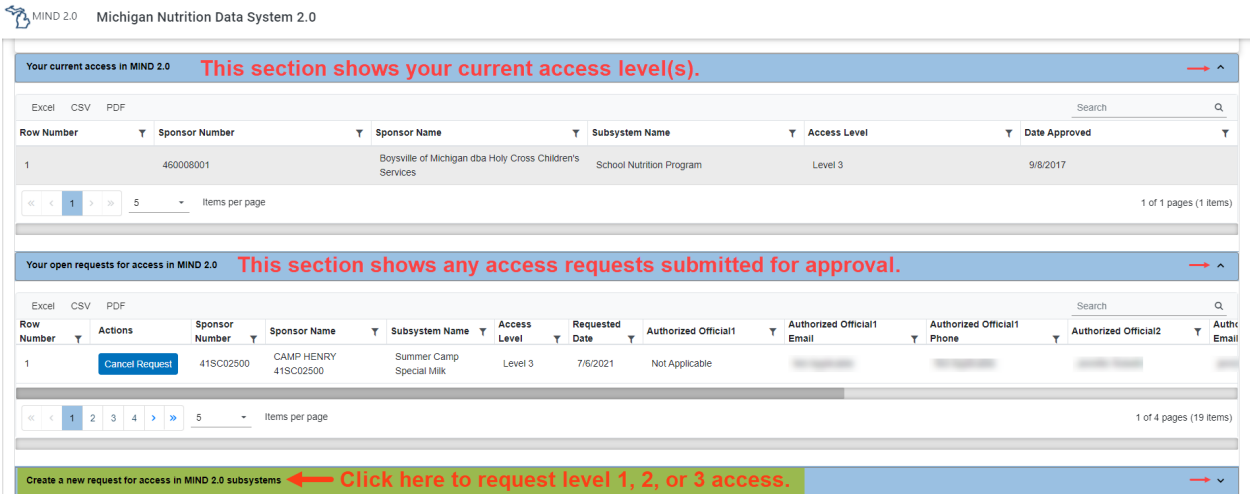 MIND 2.0 Michigan Nutrition Data System 2.0
Your current access in MIND 2.0 This section shows your current access level(s).
Excel CSV PDF Search
Row Number Sponsor Number Sponsor Name Subsystem Name Access Level Date Approved
1 460008001 Boysville of Michigan dba Holy Cross Children's Services School Nutrition Program Level 3 9/8/2017
« < 1 > » 5 Items per page 1 of 1 pages (1 items)
Your open requests for access in MIND 2.0 This section shows any access requests submitted for approval.
Excel CSV PDF Search
Row Number Actions Sponsor Number Sponsor Name Subsystem Name Access Level Requested Date Authorized Official1 Authorized Official1 Email Authorized Official1 Phone Authorized Official2 Email
1 Cancel Request 41SC02500 CAMP HENRY 41SC02500 Summer Camp Special Milk Level 3 7/6/2021 Not Applicable
« < 1 2 3 4 > » 5 Items per page 1 of 4 pages (19 items)
Create a new request for access in MIND 2.0 subsystems Click here to request level 1, 2, or 3 access.